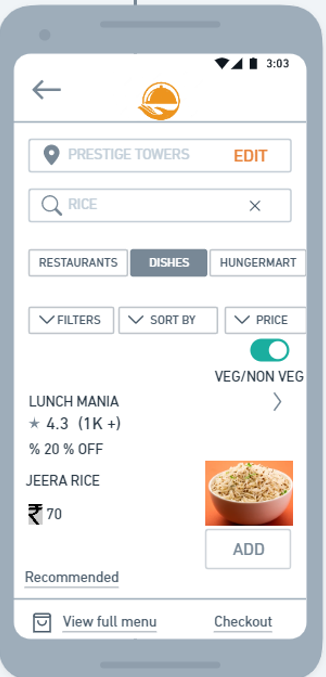 3:03
PRESTIGE TOWERS EDIT
RICE ×
RESTAURANTS DISHES HUNGERMART
FILTERS SORT BY PRICE
VEG/NON VEG
LUNCH MANIA
★ 4.3 (1K +)
% 20 % OFF
JEERA RICE
₹ 70
ADD
Recommended
View full menu Checkout